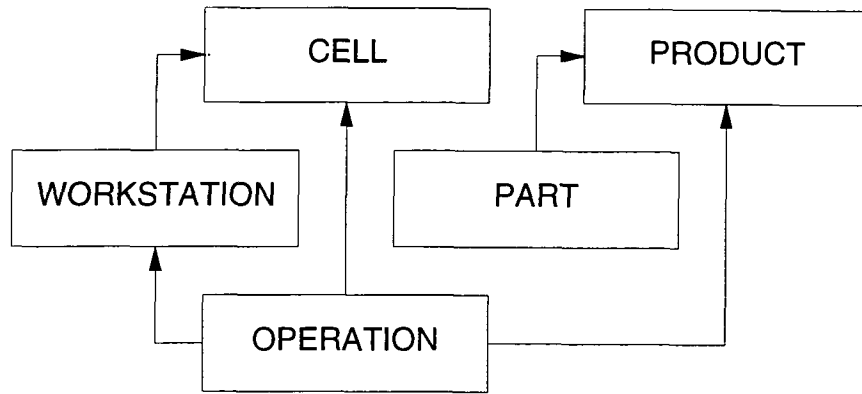 CELL
PRODUCT
WORKSTATION
PART
OPERATION